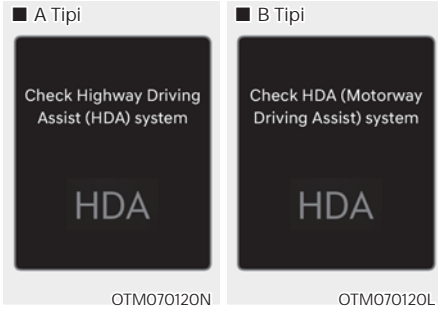 ■ A Tipi
Check Highway Driving
Assist (HDA) system
HDA
OTM070120N
■ B Tipi
Check HDA (Motorway
Driving Assist) system
HDA
OTM070120L